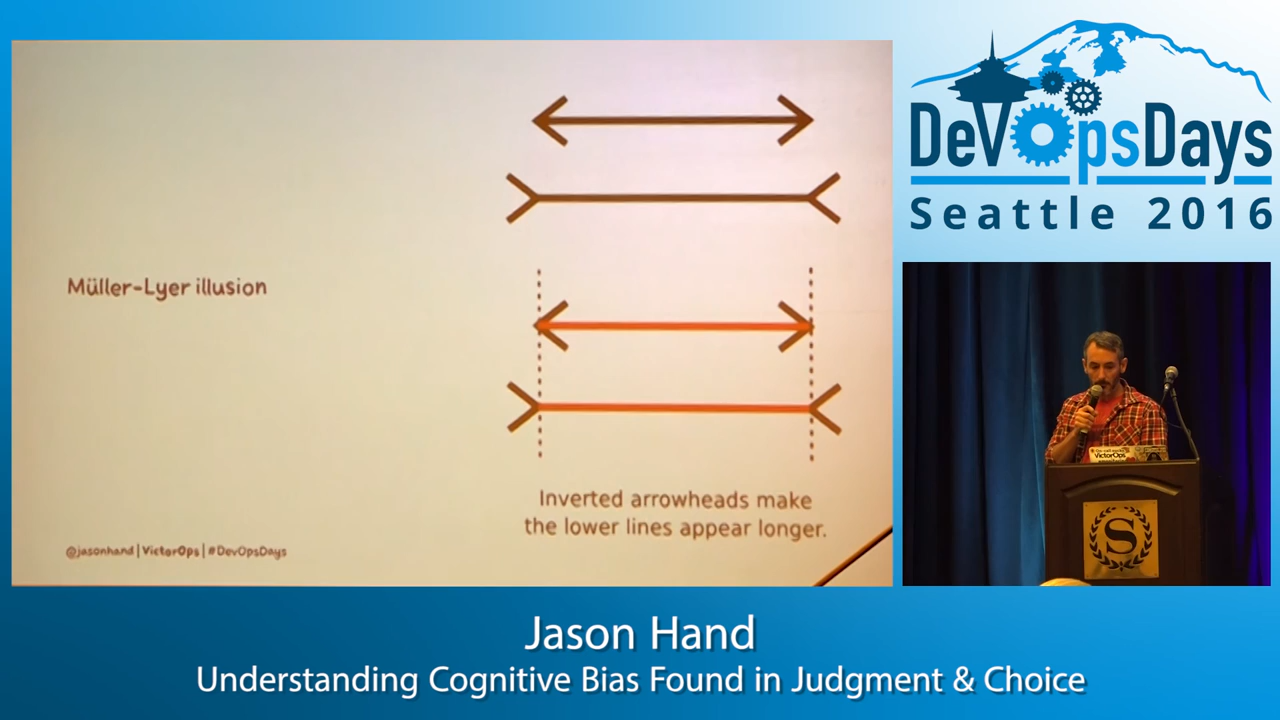 Müller-Lyer illusion
Inverted arrowheads make
the lower lines appear longer.
@jasonhand | VictorOps | #DevOpsDays
DevOpsDays
Seattle 2016
VictorOps
S
Jason Hand
Understanding Cognitive Bias Found in Judgment & Choice